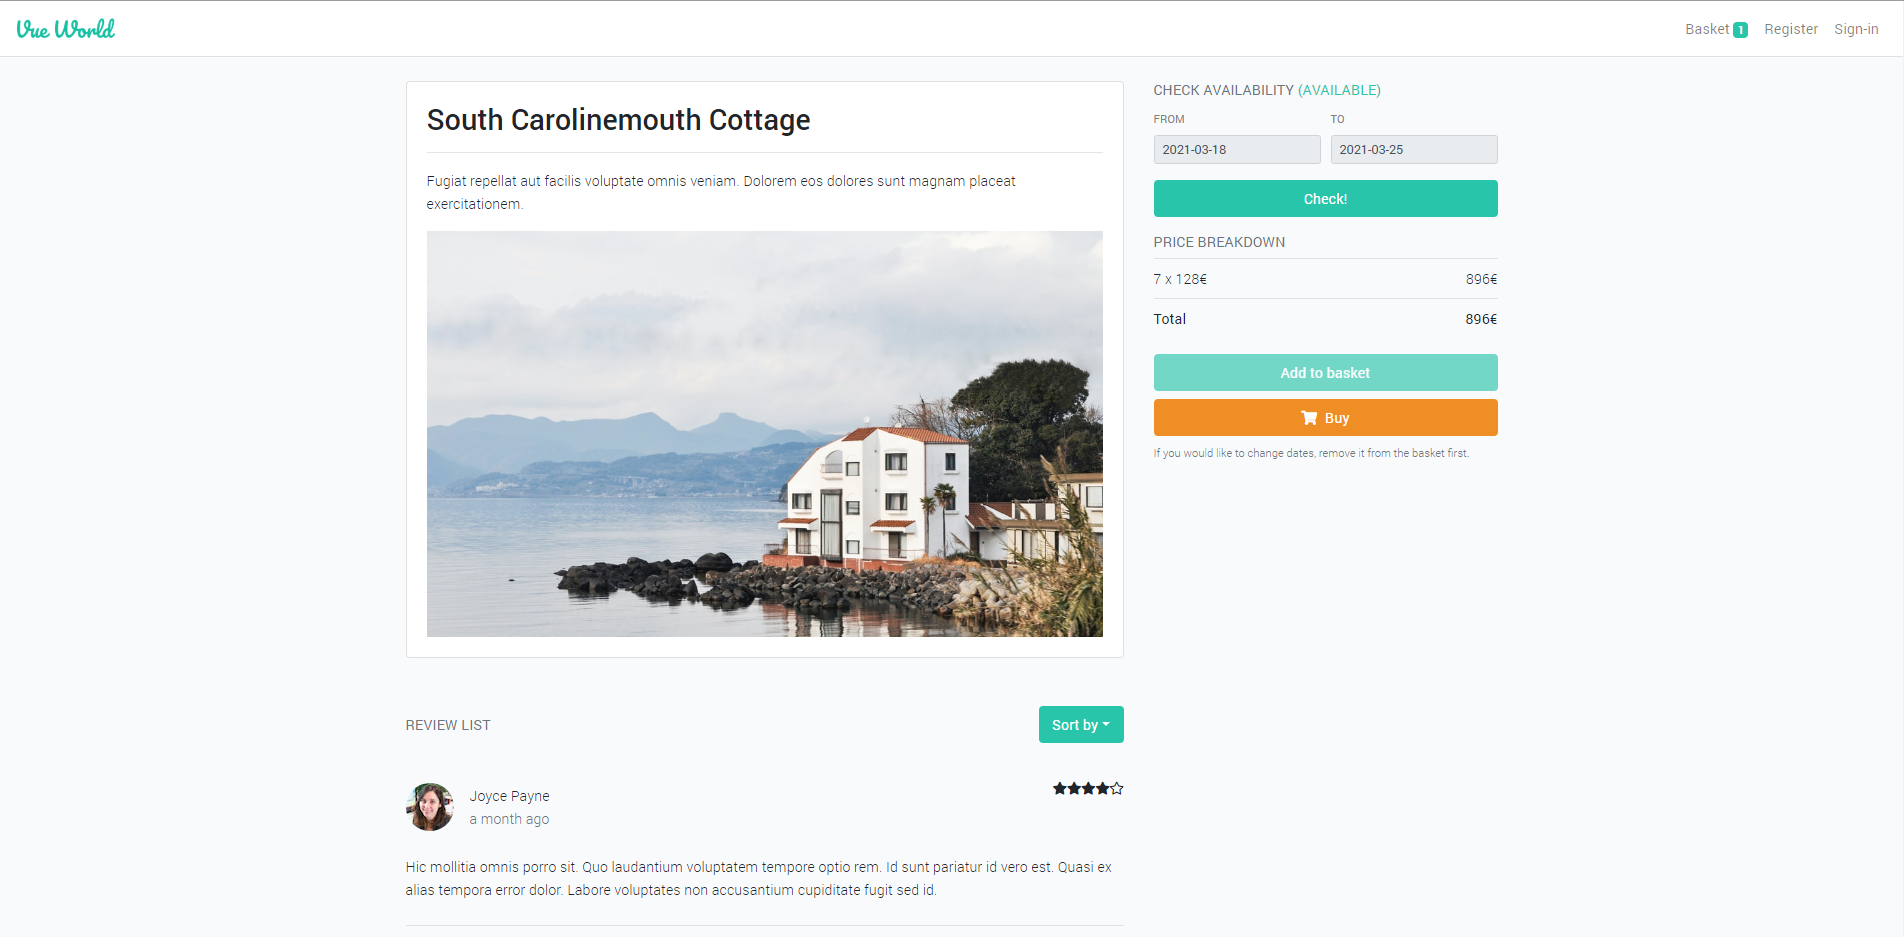 Vue World
Basket 1
Register
Sign-in
South Carolinemouth Cottage
Fugiat repellat aut facilis voluptate omnis veniam. Dolorem eos dolores sunt magnam placeat
exercitationem.
CHECK AVAILABILITY (AVAILABLE)
FROM
TO
2021-03-18
2021-03-25
Check!
PRICE BREAKDOWN
7 x 128€
896€
Total
896€
Add to basket
Buy
If you would like to change dates, remove it from the basket first.
REVIEW LIST
Sort by
Joyce Payne
a month ago
Hic mollitia omnis porro sit. Quo laudantium voluptatem tempore optio rem. Id sunt pariatur id vero est. Quasi ex
alias tempora error dolor. Labore voluptates non accusantium cupiditate fugit sed id.